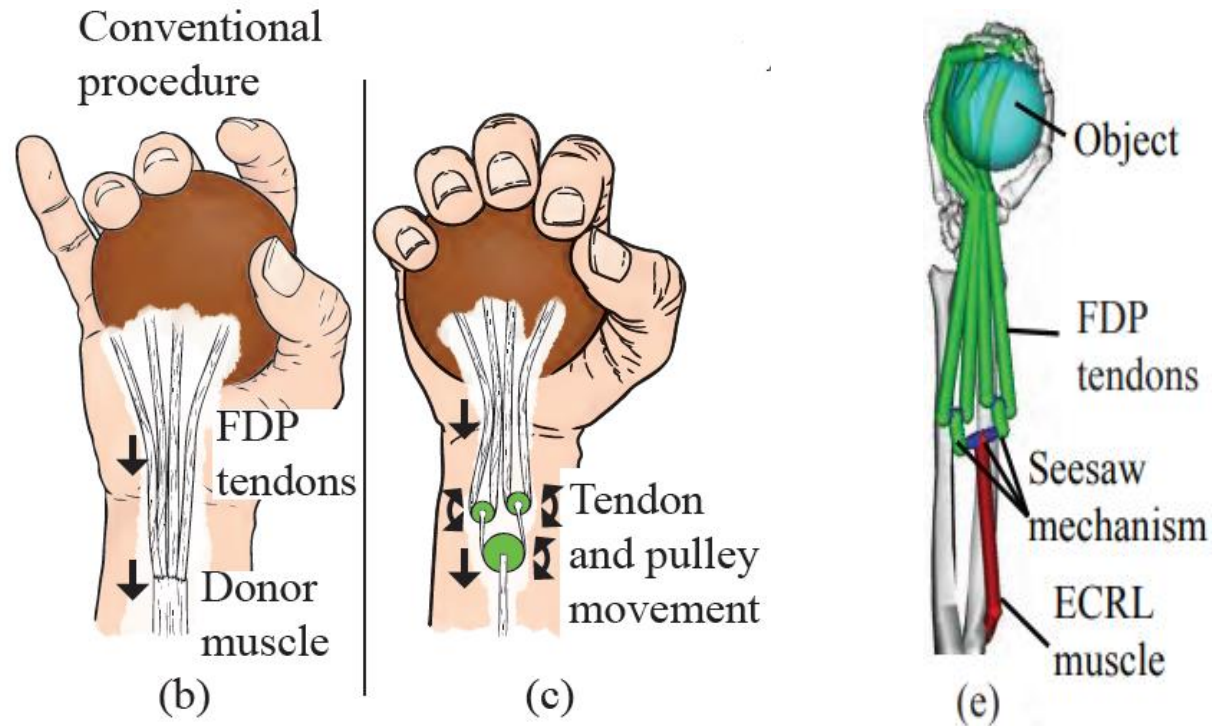 Conventional
procedure
FDP
tendons
Donor
muscle
(b)
Tendon
and pulley
movement
(c)
Object
FDP
tendons
Seesaw
mechanism
ECRL
muscle
(e)